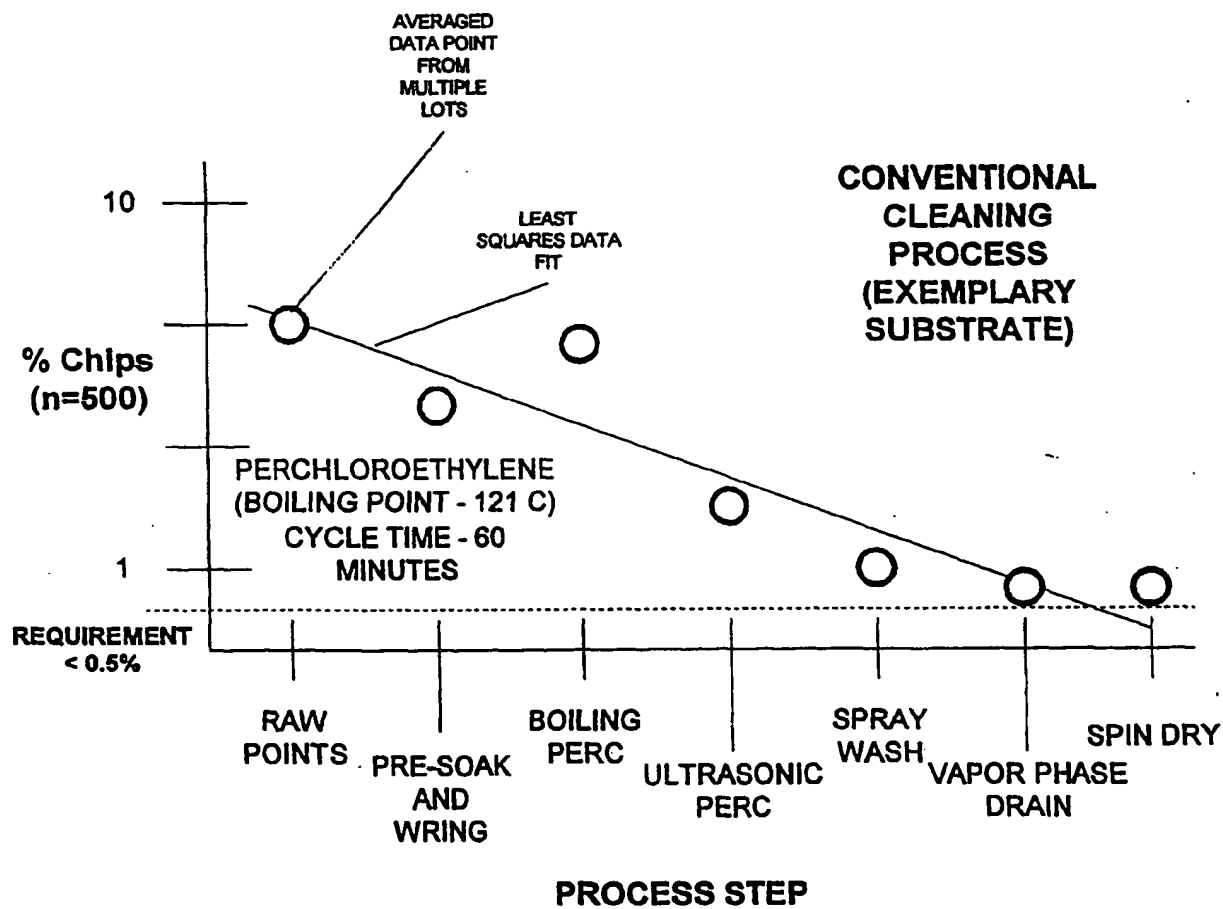 AVERAGED
DATA POINT
FROM
MULTIPLE
LOTS
CONVENTIONAL
CLEANING
PROCESS
(EXEMPLARY
SUBSTRATE)
10
LEAST
SQUARES DATA
FIT
% Chips
(n=500)
PERCHLOROETHYLENE
(BOILING POINT - 121 C)
CYCLE TIME - 60
MINUTES
1
REQUIREMENT
< 0.5%
RAW
POINTS
PRE-SOAK
AND
WRING
BOILING
PERC
ULTRASONIC
PERC
SPRAY
WASH
VAPOR PHASE
DRAIN
SPIN DRY
PROCESS STEP